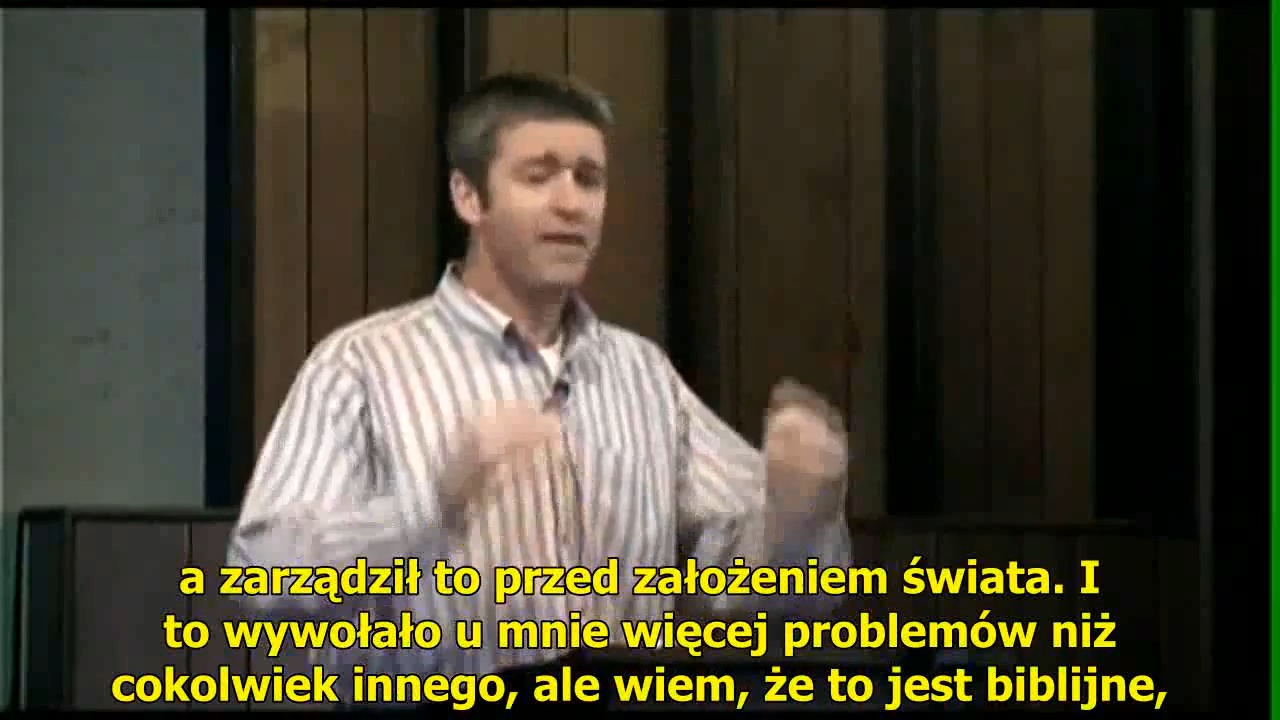 a zarządził to przed założeniem świata. I
to wywołało u mnie więcej problemów niż
cokolwiek innego, ale wiem, że to jest biblijne,